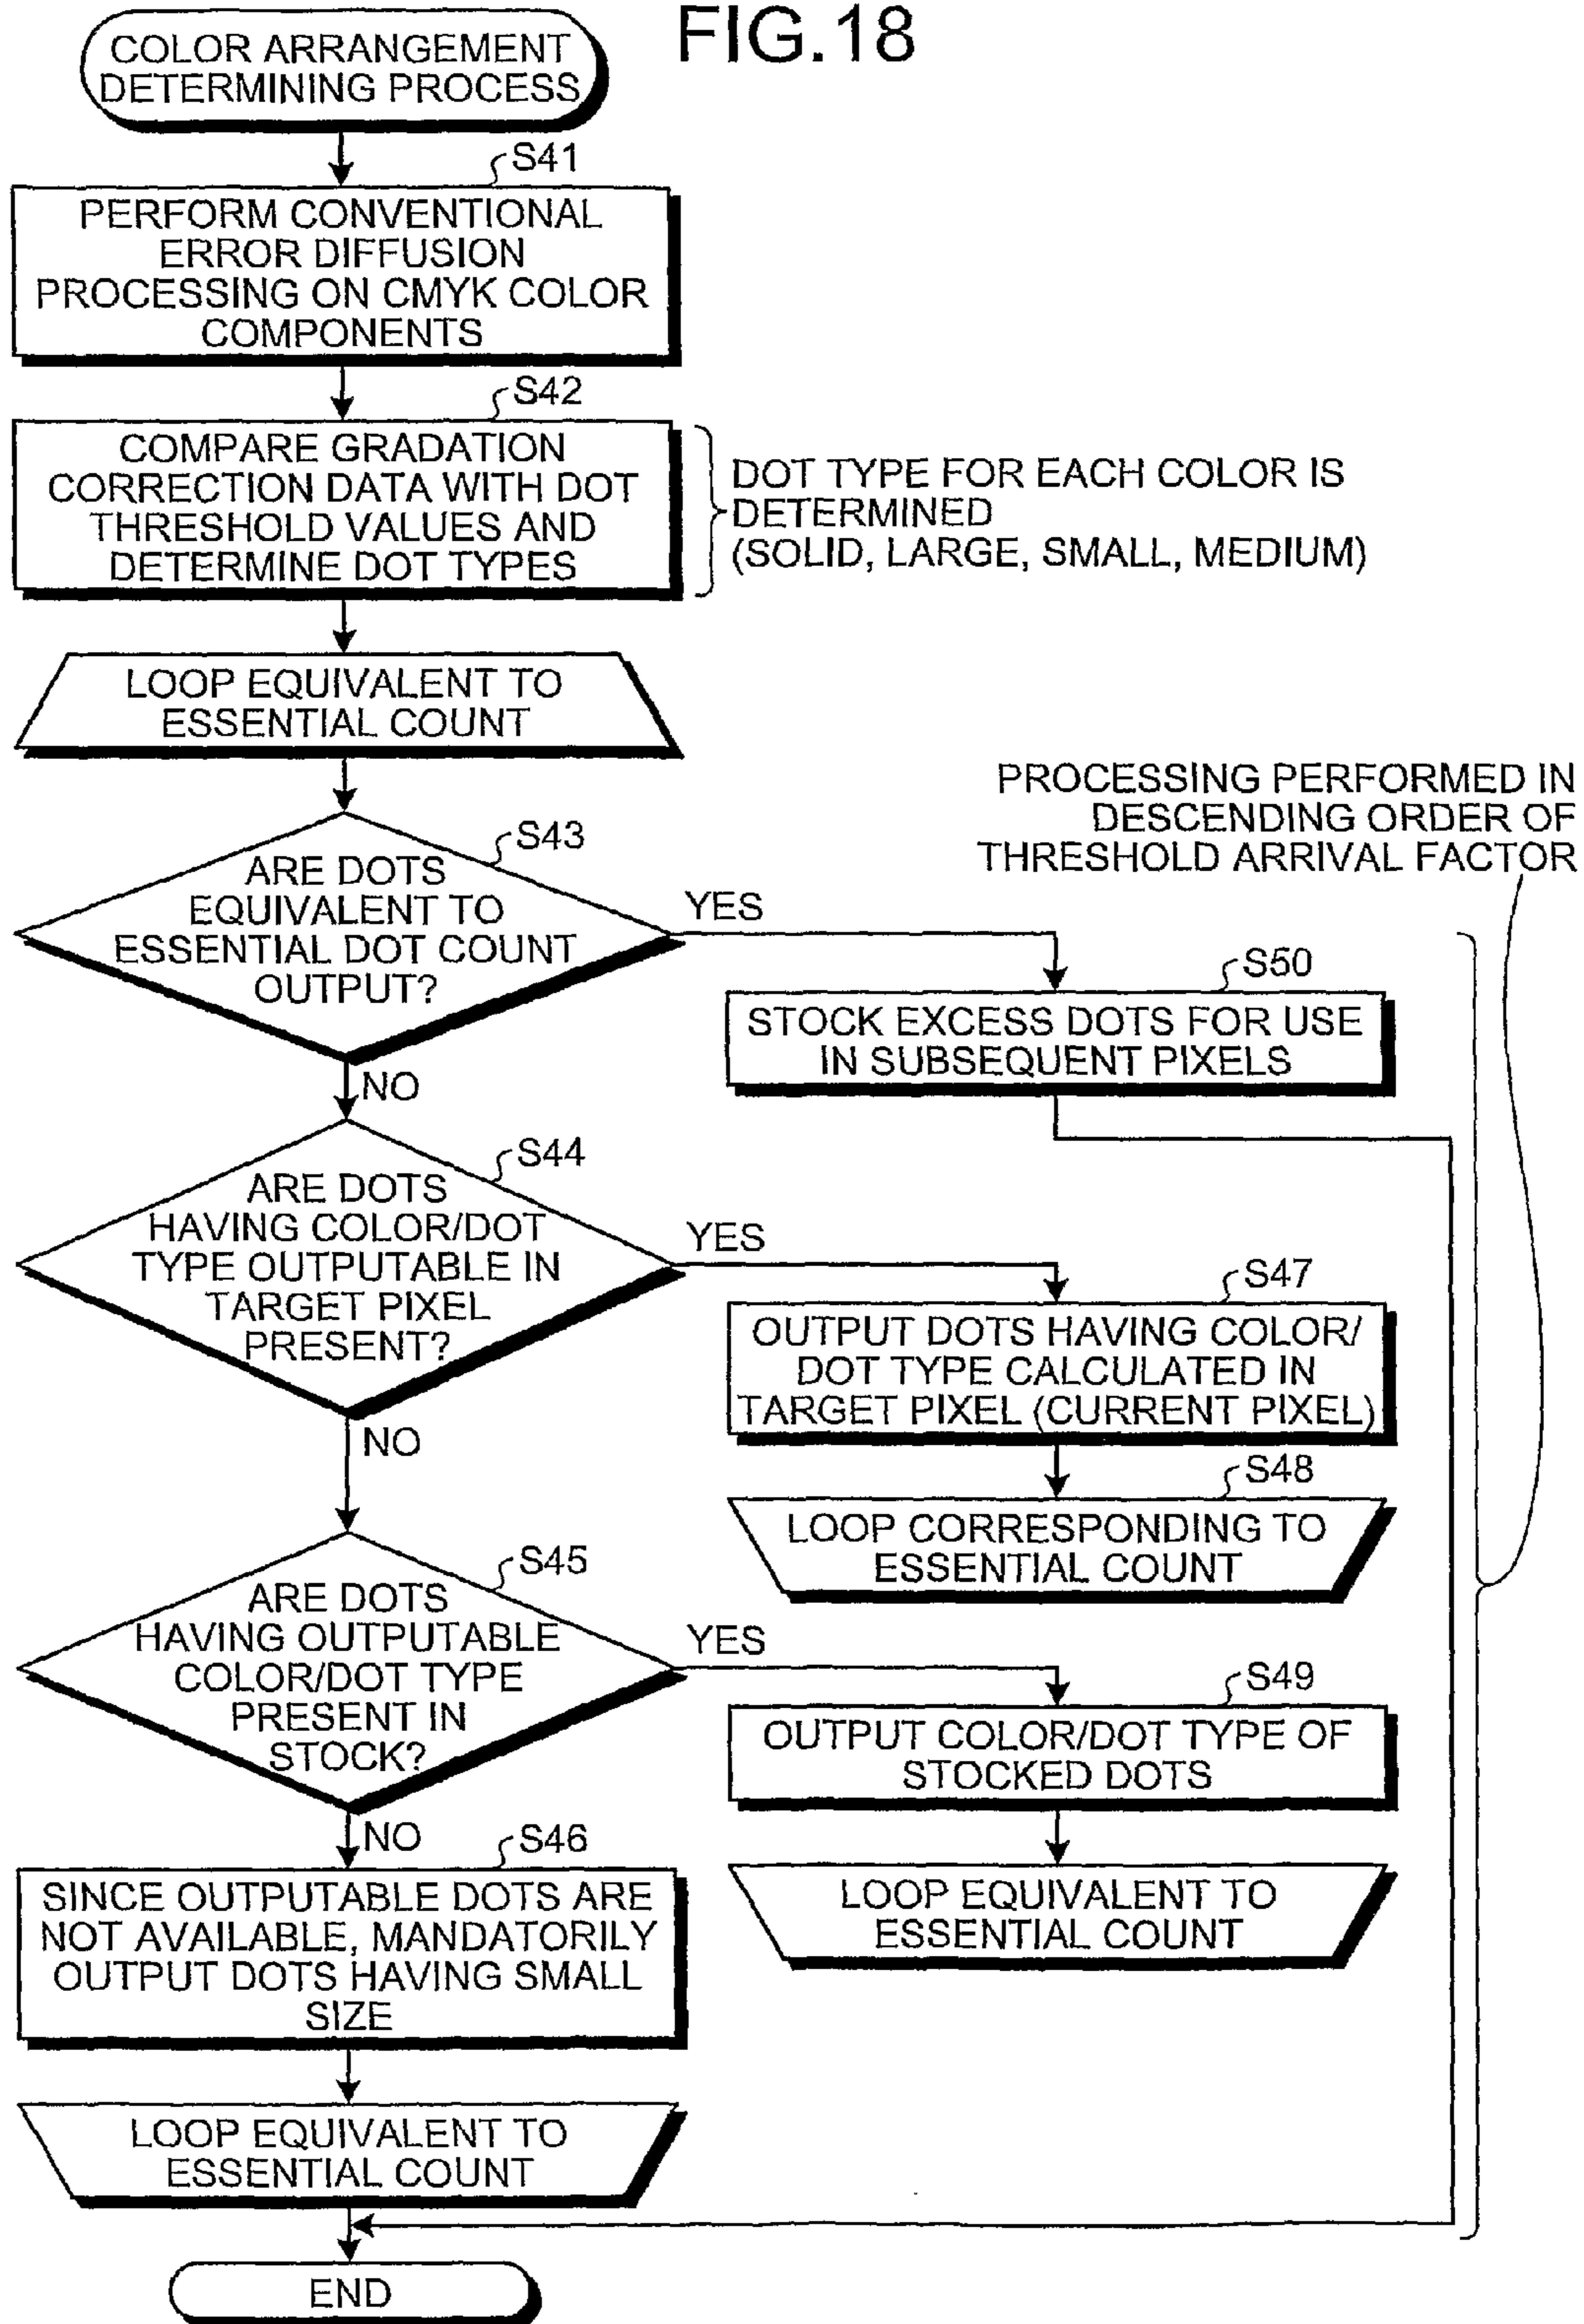 FIG.18
COLOR ARRANGEMENT
DETERMINING PROCESS
S41
PERFORM CONVENTIONAL
ERROR DIFFUSION
PROCESSING ON CMYK COLOR
COMPONENTS
S42
COMPARE GRADATION
CORRECTION DATA WITH DOT
THRESHOLD VALUES AND
DETERMINE DOT TYPES
DOT TYPE FOR EACH COLOR IS
DETERMINED
(SOLID, LARGE, SMALL, MEDIUM)
LOOP EQUIVALENT TO
ESSENTIAL COUNT
PROCESSING PERFORMED IN
DESCENDING ORDER OF
THRESHOLD ARRIVAL FACTOR
S43
ARE DOTS
EQUIVALENT TO
ESSENTIAL DOT COUNT
OUTPUT?
YES
NO
S50
STOCK EXCESS DOTS FOR USE
IN SUBSEQUENT PIXELS
S44
ARE DOTS
HAVING COLOR/DOT
TYPE OUTPUTABLE IN
TARGET PIXEL
PRESENT?
YES
NO
S47
OUTPUT DOTS HAVING COLOR/
DOT TYPE CALCULATED IN
TARGET PIXEL (CURRENT PIXEL)
S48
LOOP CORRESPONDING TO
ESSENTIAL COUNT
S45
ARE DOTS
HAVING OUTPUTABLE
COLOR/DOT TYPE
PRESENT IN
STOCK?
YES
NO
S49
OUTPUT COLOR/DOT TYPE OF
STOCKED DOTS
LOOP EQUIVALENT TO
ESSENTIAL COUNT
S46
SINCE OUTPUTABLE DOTS ARE
NOT AVAILABLE, MANDATORILY
OUTPUT DOTS HAVING SMALL
SIZE
LOOP EQUIVALENT TO
ESSENTIAL COUNT
END